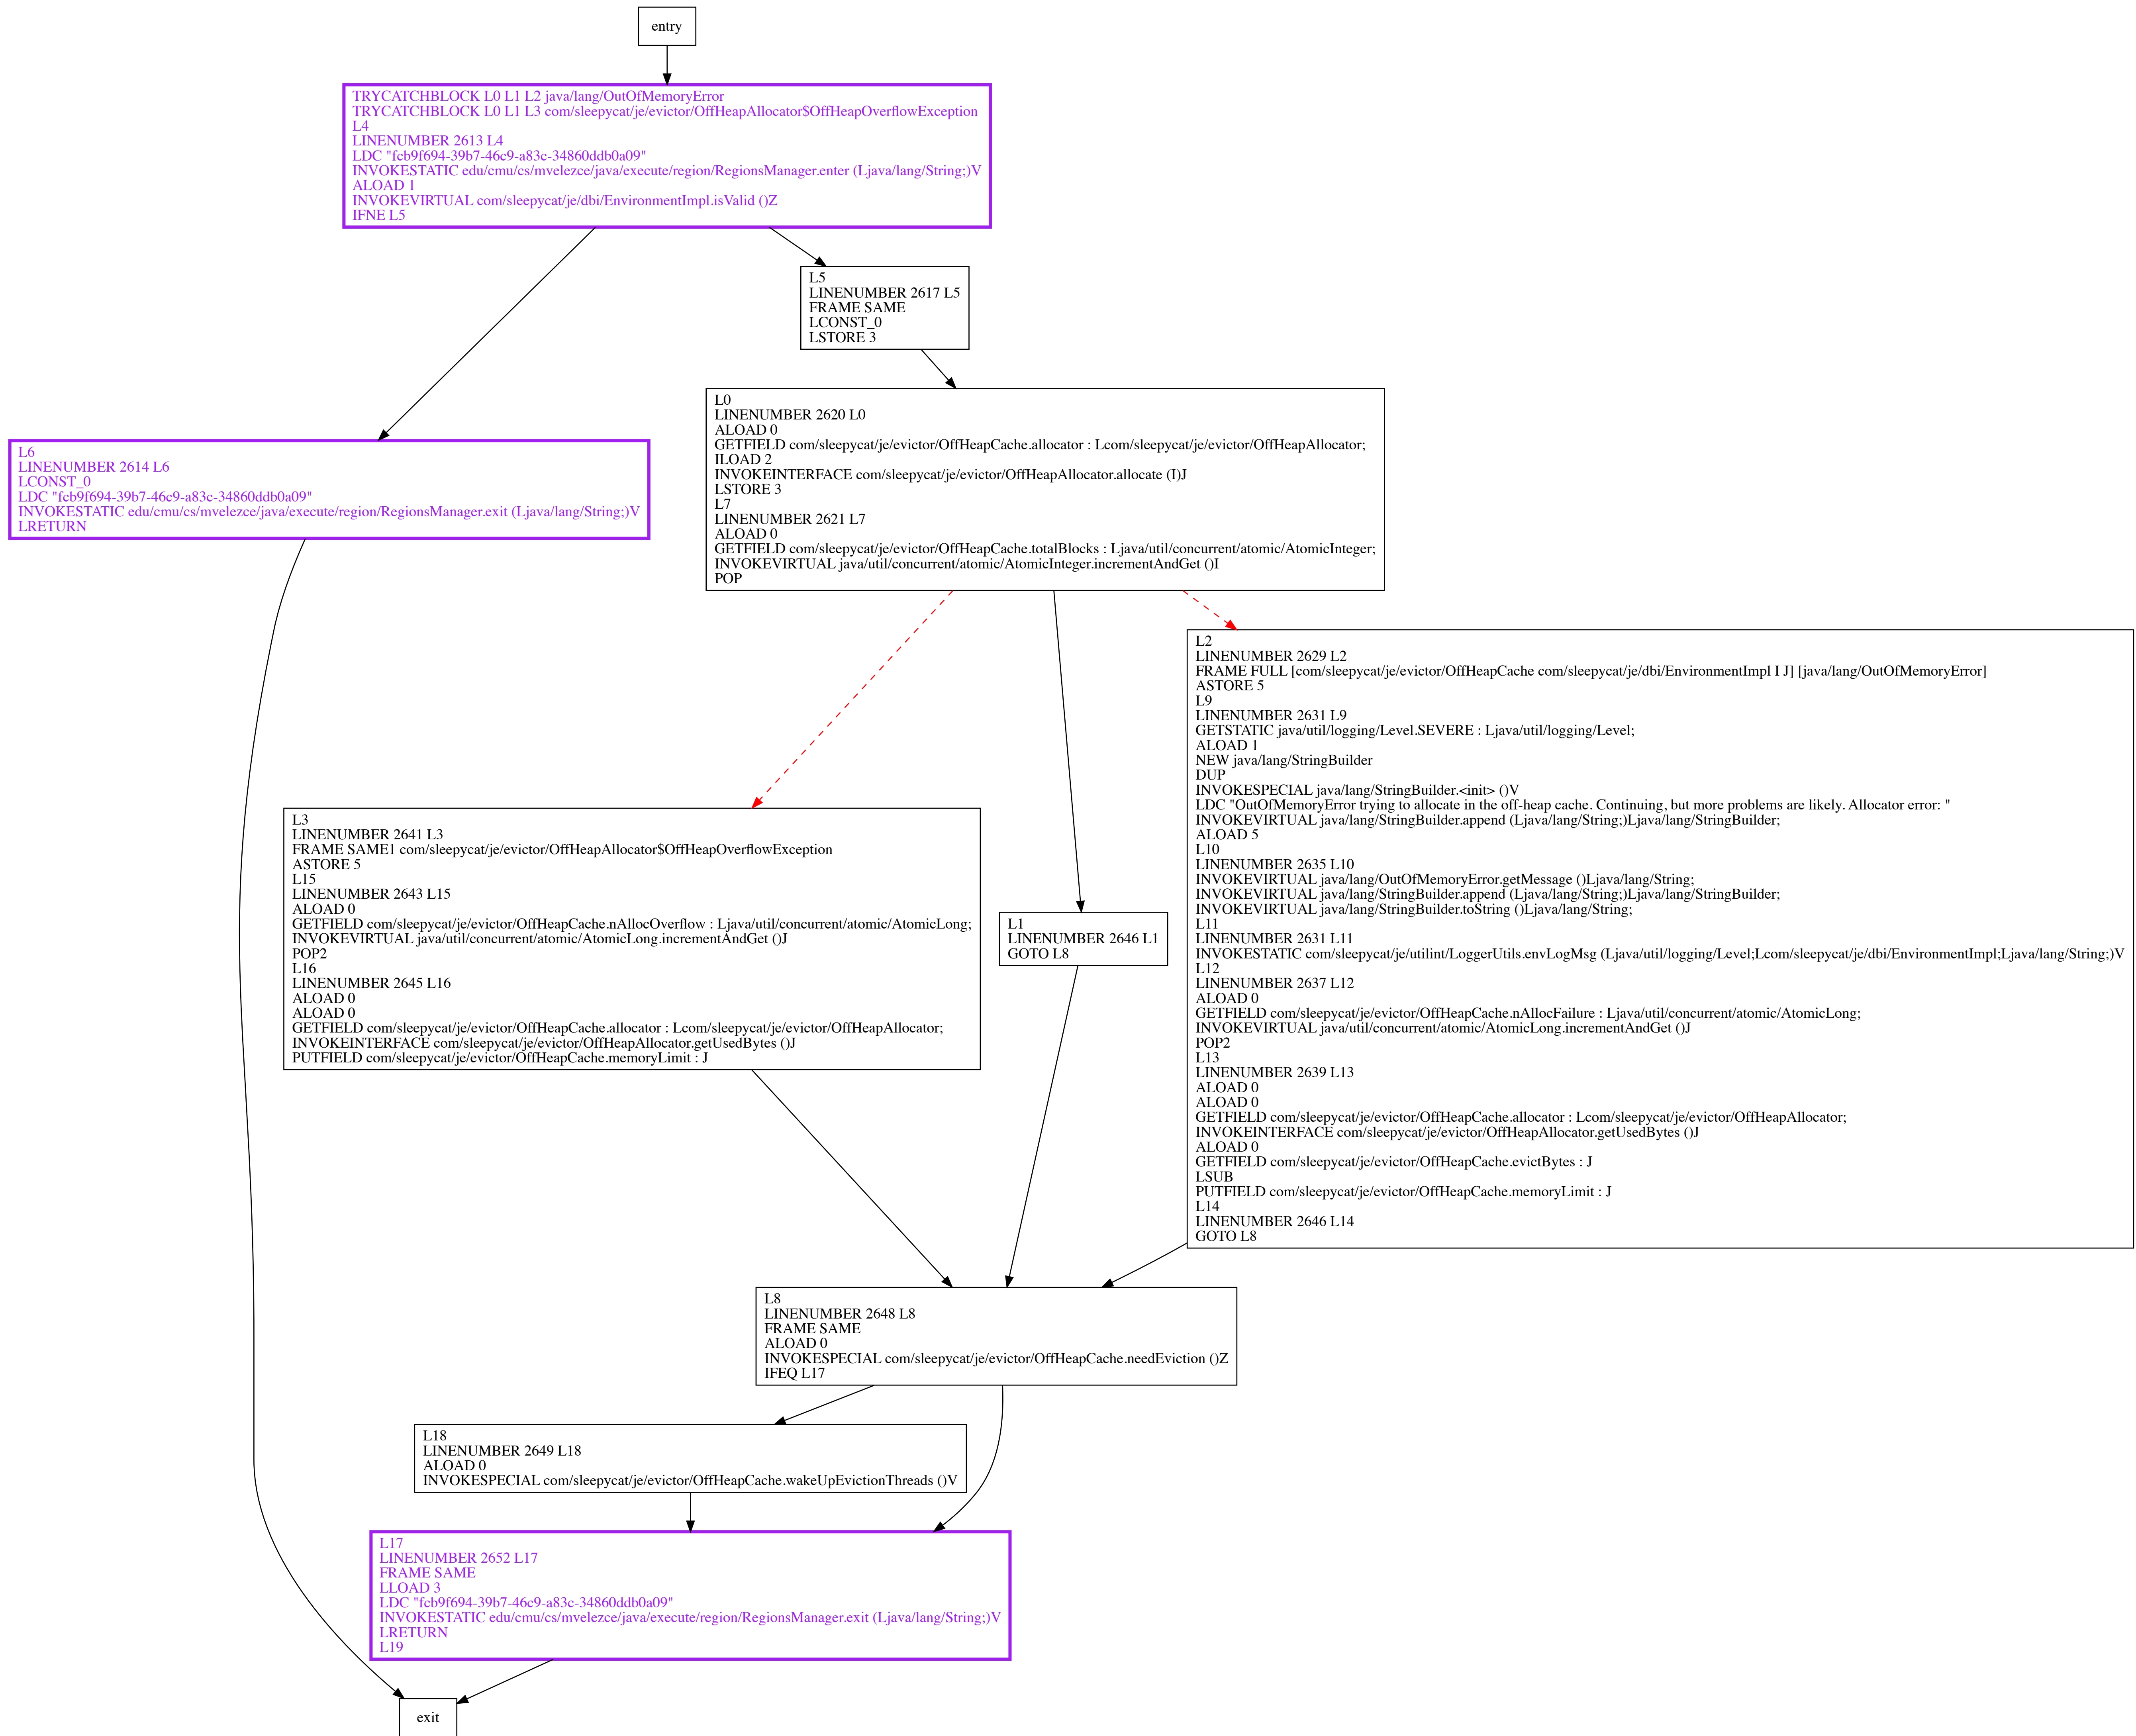 entry
TRYCATCHBLOCK L0 L1 L2 java/lang/OutOfMemoryError
TRYCATCHBLOCK L0 L1 L3 com/sleepycat/je/evictor/OffHeapAllocator$OffHeapOverflowException
L4
LINENUMBER 2613 L4
LDC "fcb9f694-39b7-46c9-a83c-34860ddb0a09"
INVOKESTATIC edu/cmu/cs/mvelezce/java/execute/region/RegionsManager.enter (Ljava/lang/String;)V
ALOAD 1
INVOKEVIRTUAL com/sleepycat/je/dbi/EnvironmentImpl.isValid ()Z
IFNE L5
L5
LINENUMBER 2617 L5
FRAME SAME
LCONST_0
LSTORE 3
L6
LINENUMBER 2614 L6
LCONST_0
LDC "fcb9f694-39b7-46c9-a83c-34860ddb0a09"
INVOKESTATIC edu/cmu/cs/mvelezce/java/execute/region/RegionsManager.exit (Ljava/lang/String;)V
LRETURN
L0
LINENUMBER 2620 L0
ALOAD 0
GETFIELD com/sleepycat/je/evictor/OffHeapCache.allocator : Lcom/sleepycat/je/evictor/OffHeapAllocator;
ILOAD 2
INVOKEINTERFACE com/sleepycat/je/evictor/OffHeapAllocator.allocate (I)J
LSTORE 3
L7
LINENUMBER 2621 L7
ALOAD 0
GETFIELD com/sleepycat/je/evictor/OffHeapCache.totalBlocks : Ljava/util/concurrent/atomic/AtomicInteger;
INVOKEVIRTUAL java/util/concurrent/atomic/AtomicInteger.incrementAndGet ()I
POP
L3
LINENUMBER 2641 L3
FRAME SAME1 com/sleepycat/je/evictor/OffHeapAllocator$OffHeapOverflowException
ASTORE 5
L15
LINENUMBER 2643 L15
ALOAD 0
GETFIELD com/sleepycat/je/evictor/OffHeapCache.nAllocOverflow : Ljava/util/concurrent/atomic/AtomicLong;
INVOKEVIRTUAL java/util/concurrent/atomic/AtomicLong.incrementAndGet ()J
POP2
L16
LINENUMBER 2645 L16
ALOAD 0
ALOAD 0
GETFIELD com/sleepycat/je/evictor/OffHeapCache.allocator : Lcom/sleepycat/je/evictor/OffHeapAllocator;
INVOKEINTERFACE com/sleepycat/je/evictor/OffHeapAllocator.getUsedBytes ()J
PUTFIELD com/sleepycat/je/evictor/OffHeapCache.memoryLimit : J
L1
LINENUMBER 2646 L1
GOTO L8
L2
LINENUMBER 2629 L2
FRAME FULL [com/sleepycat/je/evictor/OffHeapCache com/sleepycat/je/dbi/EnvironmentImpl I J] [java/lang/OutOfMemoryError]
ASTORE 5
L9
LINENUMBER 2631 L9
GETSTATIC java/util/logging/Level.SEVERE : Ljava/util/logging/Level;
ALOAD 1
NEW java/lang/StringBuilder
DUP
INVOKESPECIAL java/lang/StringBuilder.<init> ()V
LDC "OutOfMemoryError trying to allocate in the off-heap cache. Continuing, but more problems are likely. Allocator error: "
INVOKEVIRTUAL java/lang/StringBuilder.append (Ljava/lang/String;)Ljava/lang/StringBuilder;
ALOAD 5
L10
LINENUMBER 2635 L10
INVOKEVIRTUAL java/lang/OutOfMemoryError.getMessage ()Ljava/lang/String;
INVOKEVIRTUAL java/lang/StringBuilder.append (Ljava/lang/String;)Ljava/lang/StringBuilder;
INVOKEVIRTUAL java/lang/StringBuilder.toString ()Ljava/lang/String;
L11
LINENUMBER 2631 L11
INVOKESTATIC com/sleepycat/je/utilint/LoggerUtils.envLogMsg (Ljava/util/logging/Level;Lcom/sleepycat/je/dbi/EnvironmentImpl;Ljava/lang/String;)V
L12
LINENUMBER 2637 L12
ALOAD 0
GETFIELD com/sleepycat/je/evictor/OffHeapCache.nAllocFailure : Ljava/util/concurrent/atomic/AtomicLong;
INVOKEVIRTUAL java/util/concurrent/atomic/AtomicLong.incrementAndGet ()J
POP2
L13
LINENUMBER 2639 L13
ALOAD 0
ALOAD 0
GETFIELD com/sleepycat/je/evictor/OffHeapCache.allocator : Lcom/sleepycat/je/evictor/OffHeapAllocator;
INVOKEINTERFACE com/sleepycat/je/evictor/OffHeapAllocator.getUsedBytes ()J
ALOAD 0
GETFIELD com/sleepycat/je/evictor/OffHeapCache.evictBytes : J
LSUB
PUTFIELD com/sleepycat/je/evictor/OffHeapCache.memoryLimit : J
L14
LINENUMBER 2646 L14
GOTO L8
L8
LINENUMBER 2648 L8
FRAME SAME
ALOAD 0
INVOKESPECIAL com/sleepycat/je/evictor/OffHeapCache.needEviction ()Z
IFEQ L17
L18
LINENUMBER 2649 L18
ALOAD 0
INVOKESPECIAL com/sleepycat/je/evictor/OffHeapCache.wakeUpEvictionThreads ()V
L17
LINENUMBER 2652 L17
FRAME SAME
LLOAD 3
LDC "fcb9f694-39b7-46c9-a83c-34860ddb0a09"
INVOKESTATIC edu/cmu/cs/mvelezce/java/execute/region/RegionsManager.exit (Ljava/lang/String;)V
LRETURN
L19
exit